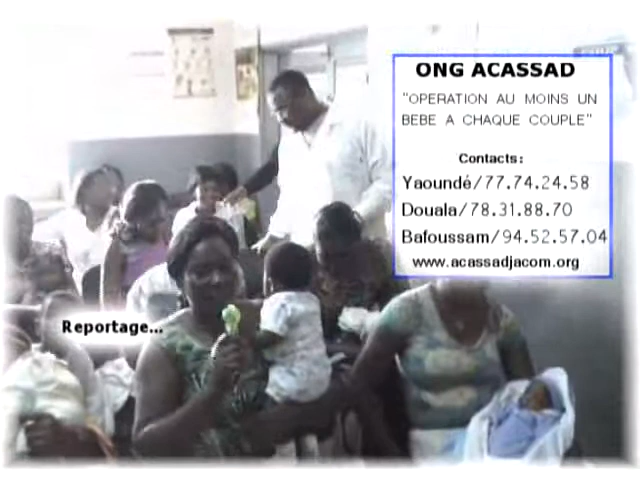 ONG ACASSAD
"OPERATION AU MOINS UN
BEBE A CHAQUE COUPLE"
Contacts:
Yaoundé/77.74.24.58
Douala/78.31.88.70
Bafoussam/94.52.57.04
www.acassadjacom.org
Reportage...